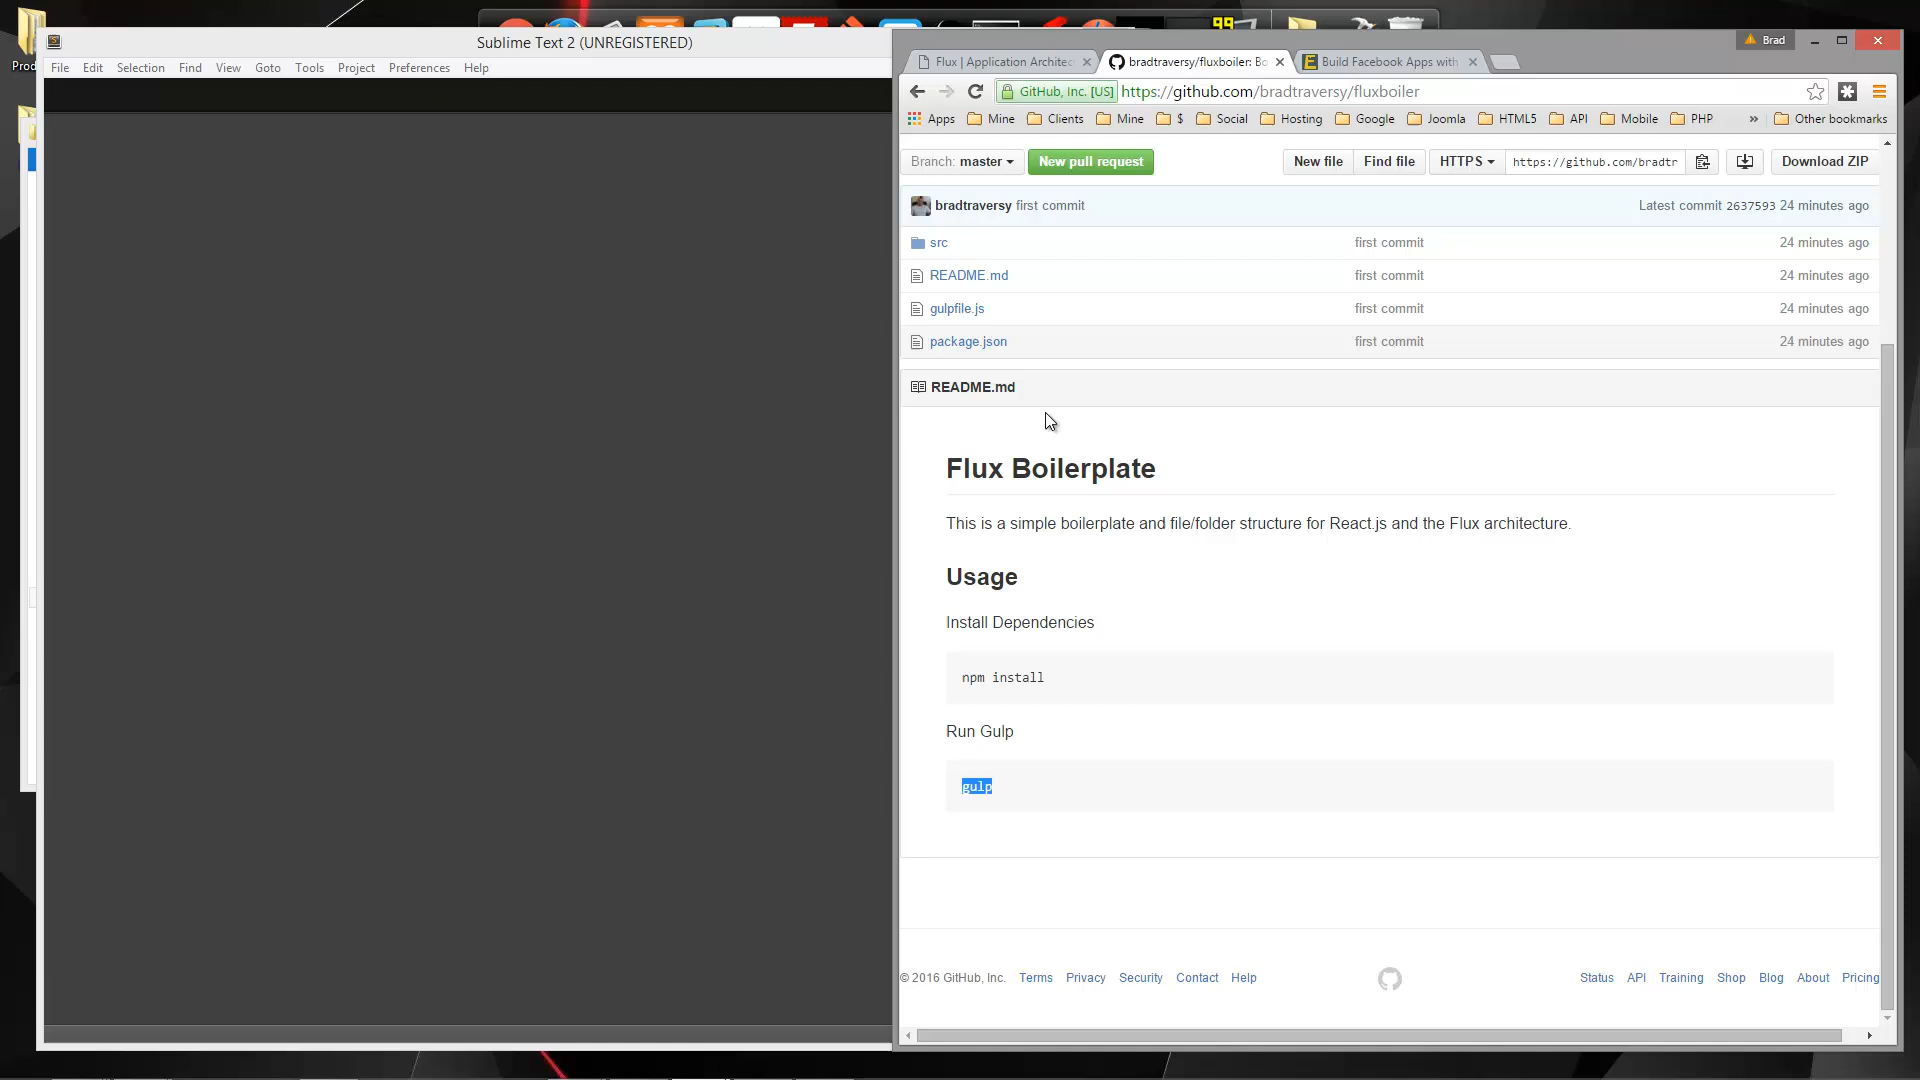 99
Prod
Sublime Text 2 (UNREGISTERED)
File Edit Selection Find View Goto Tools Project Preferences Help
Brad
Flux | Application Architec
bradtraversy/fluxboiler: Bo
Build Facebook Apps with
GitHub, Inc. [US] https://github.com/bradtraversy/fluxboiler
Apps Mine Clients Mine $ Social Hosting Google Joomla HTML5 API Mobile PHP » Other bookmarks
Branch: master New pull request New file Find file HTTPS https://github.com/bradtr Download ZIP
bradtraversy first commit Latest commit 2637593 24 minutes ago
src first commit 24 minutes ago
README.md first commit 24 minutes ago
gulpfile.js first commit 24 minutes ago
package.json first commit 24 minutes ago
README.md
Flux Boilerplate
This is a simple boilerplate and file/folder structure for React.js and the Flux architecture.
Usage
Install Dependencies
npm install
Run Gulp
gulp
© 2016 GitHub, Inc. Terms Privacy Security Contact Help Status API Training Shop Blog About Pricing